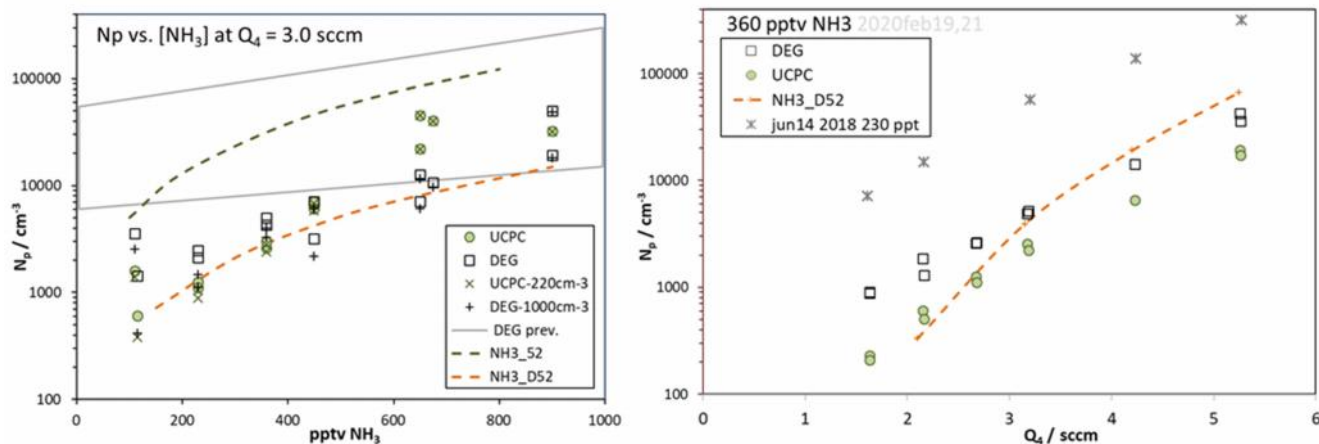 Np vs. [NH3] at Q4 = 3.0 sccm
100000
10000
1000
100
Np / cm-3
0
200
400
600
800
1000
pptv NH3
UCPC
DEG
UCPC-220cm-3
DEG-1000cm-3
DEG prev.
NH3_52
NH3_D52
360 pptv NH3 2020feb19,21
DEG
UCPC
NH3_D52
jun14 2018 230 ppt
100000
10000
1000
100
Np / cm-3
0
1
2
3
4
5
6
Q4 / sccm